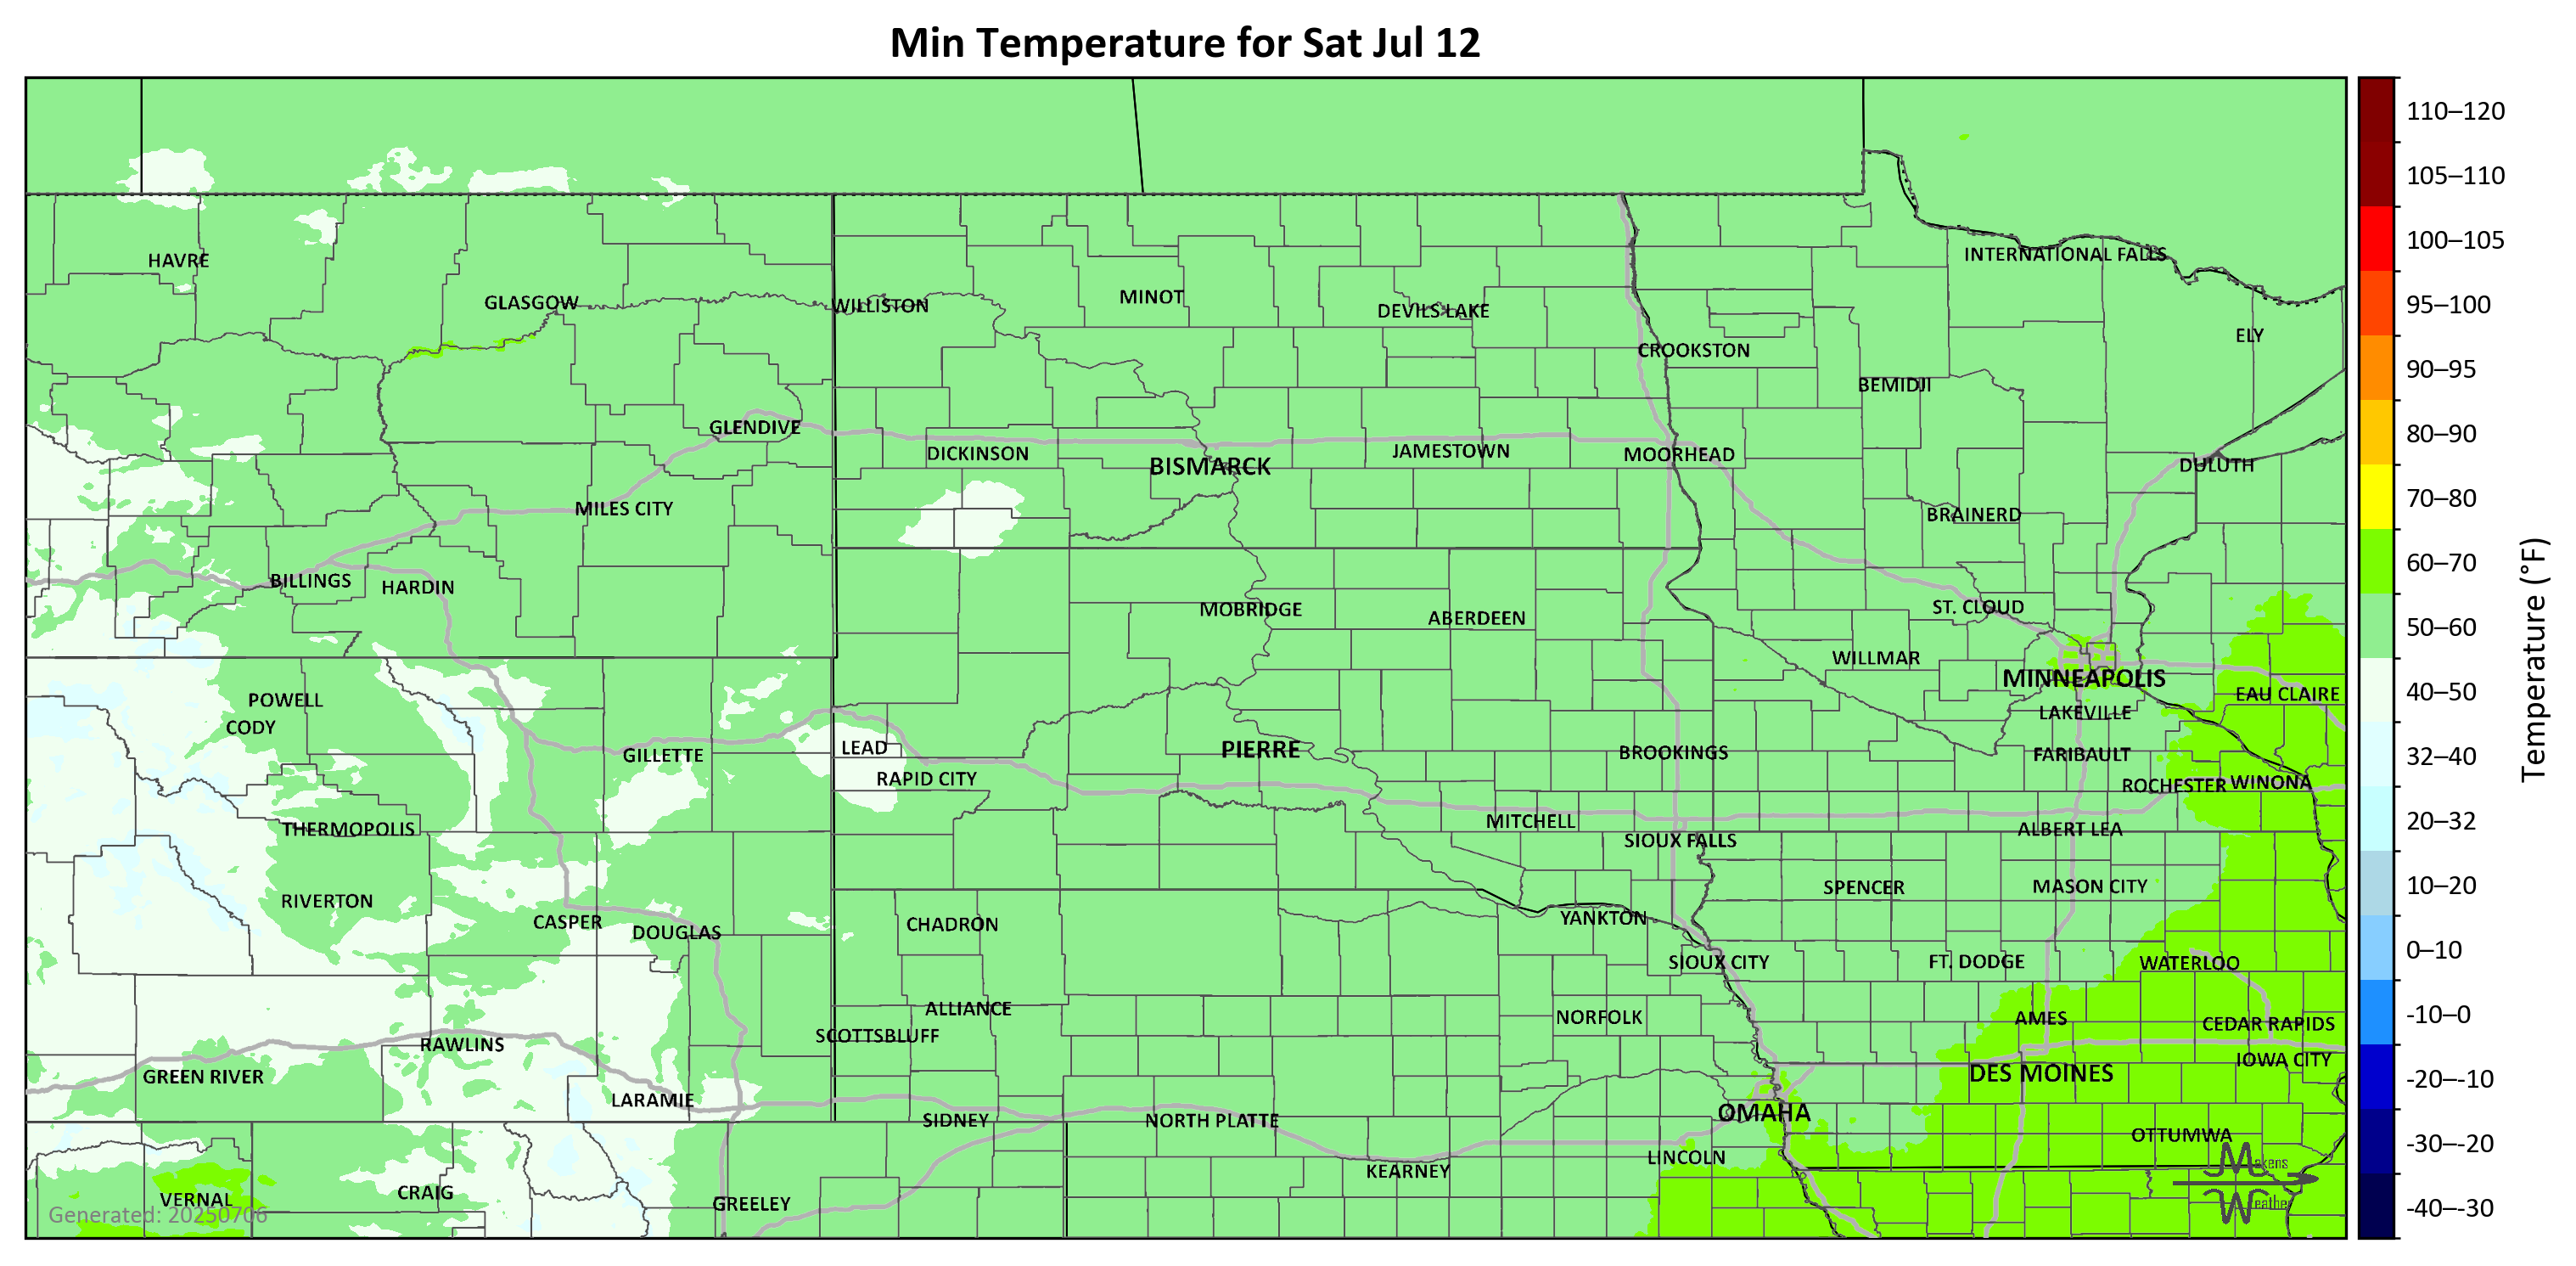 Min Temperature for Sat Jul 12
110–120
105–110
100–105
95–100
90–95
80–90
70–80
60–70
50–60
40–50
32–40
20–32
10–20
0–10
-10–0
-20–-10
-30–-20
-40–-30
Temperature (°F)
HAVRE
GLASGOW
WILLISTON
MINOT
DEVILS LAKE
INTERNATIONAL FALLS
ELY
CROOKSTON
BEMIDJI
GLENDIVE
DICKINSON
BISMARCK
JAMESTOWN
MOORHEAD
DULUTH
MILES CITY
BRAINERD
BILLINGS
HARDIN
MOBRIDGE
ABERDEEN
ST. CLOUD
WILLMAR
MINNEAPOLIS
EAU CLAIRE
POWELL
CODY
LAKEVILLE
GILLETTE
LEAD
PIERRE
BROOKINGS
FARIBAULT
RAPID CITY
ROCHESTER
WINONA
THERMOPOLIS
MITCHELL
SIOUX FALLS
ALBERT LEA
RIVERTON
SPENCER
MASON CITY
CASPER
DOUGLAS
CHADRON
YANKTON
SIOUX CITY
FT. DODGE
WATERLOO
ALLIANCE
NORFOLK
AMES
CEDAR RAPIDS
SCOTTSBLUFF
RAWLINS
IOWA CITY
GREEN RIVER
DES MOINES
LARAMIE
SIDNEY
NORTH PLATTE
OMAHA
OTTUMWA
LINCOLN
KEARNEY
VERNAL
CRAIG
GREELEY
Generated: 20250706
Makens
Weather